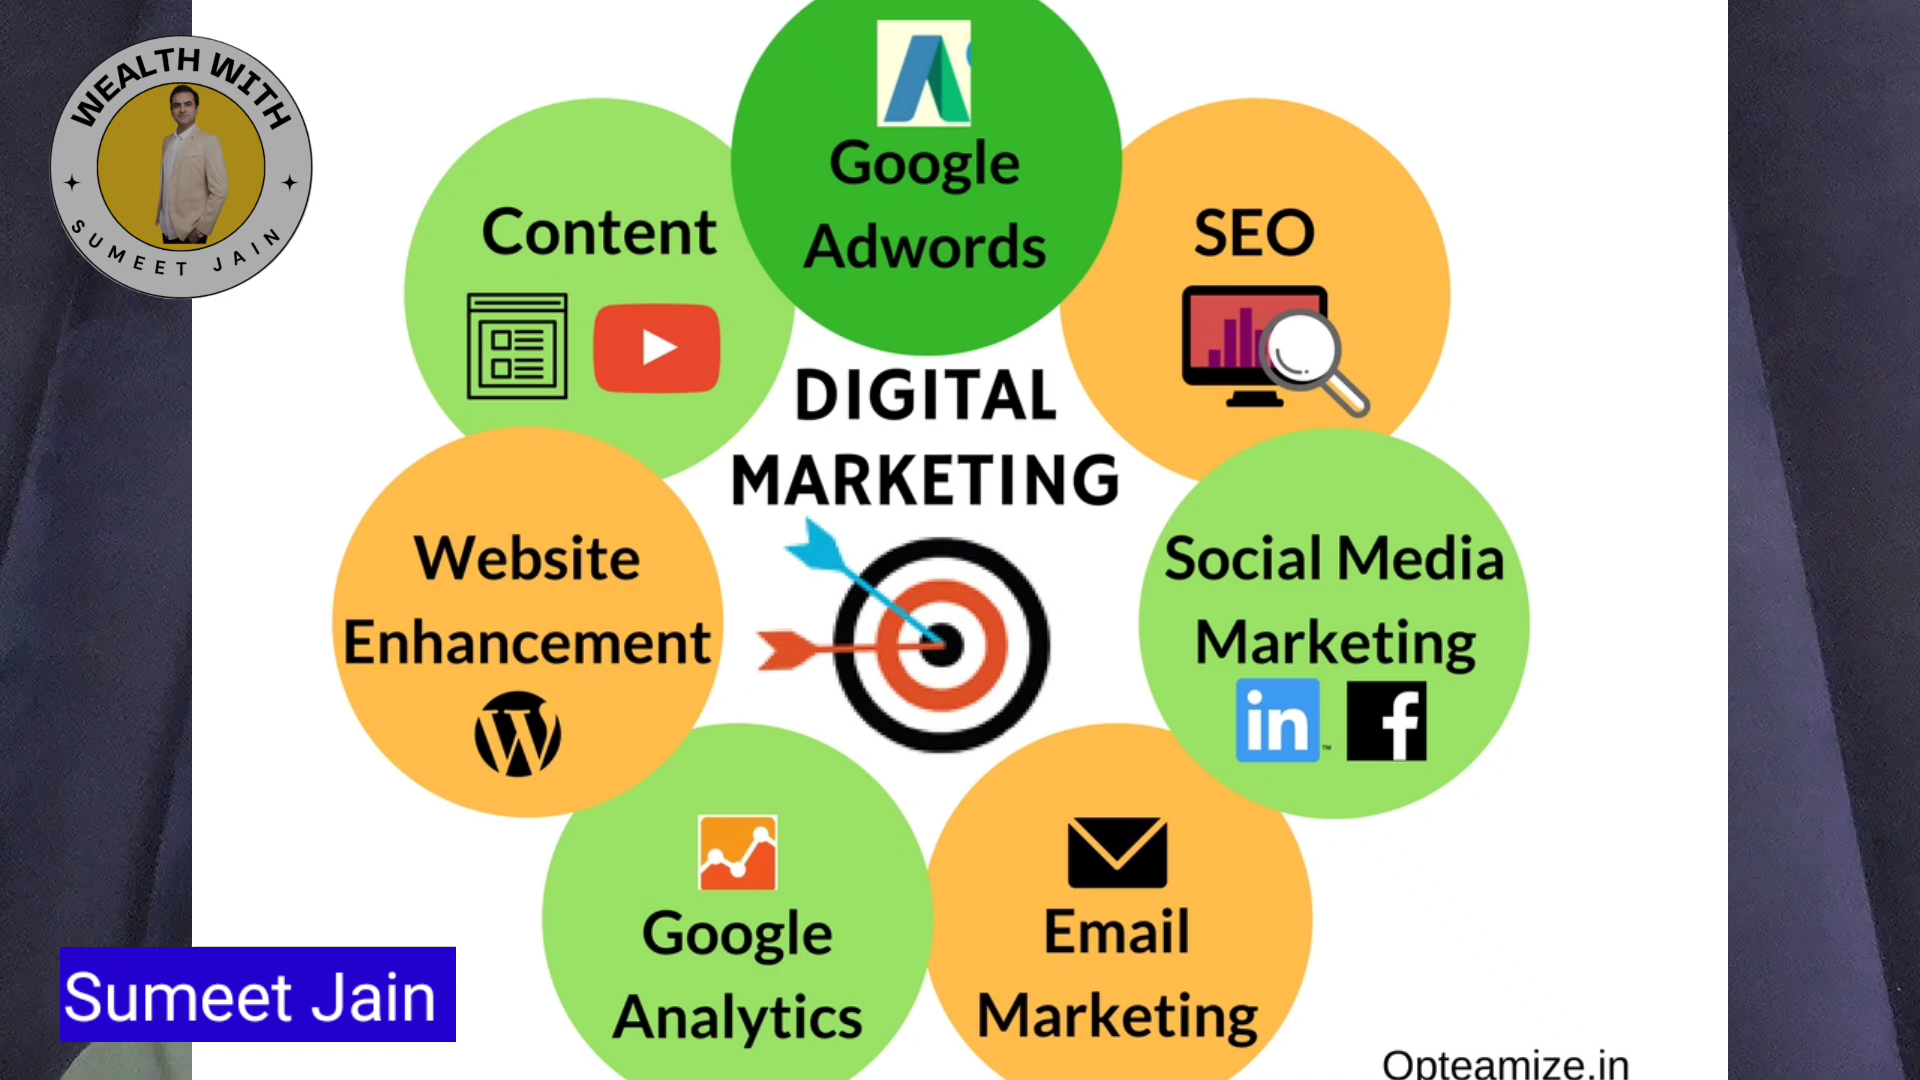 WEALTH WITH
SUMEET JAIN
Google
Adwords
Content
SEO
DIGITAL
MARKETING
Website
Enhancement
Social Media
Marketing
in
™
f
Google
Analytics
Email
Marketing
Sumeet Jain
Opteamize.in